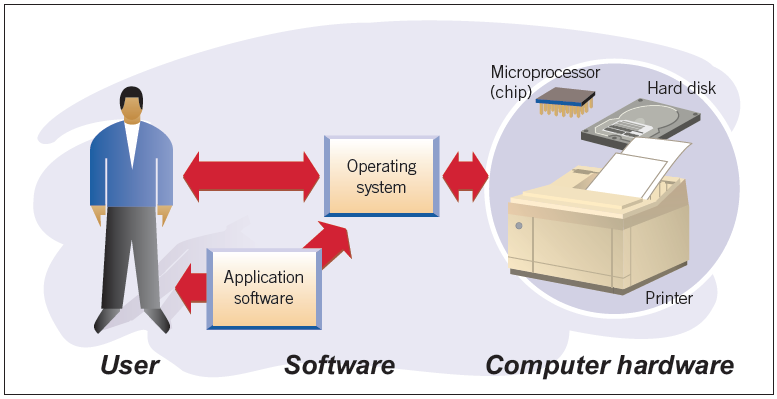 Microprocessor
(chip)
Hard disk
Operating
system
Application
software
Printer
User
Software
Computer hardware